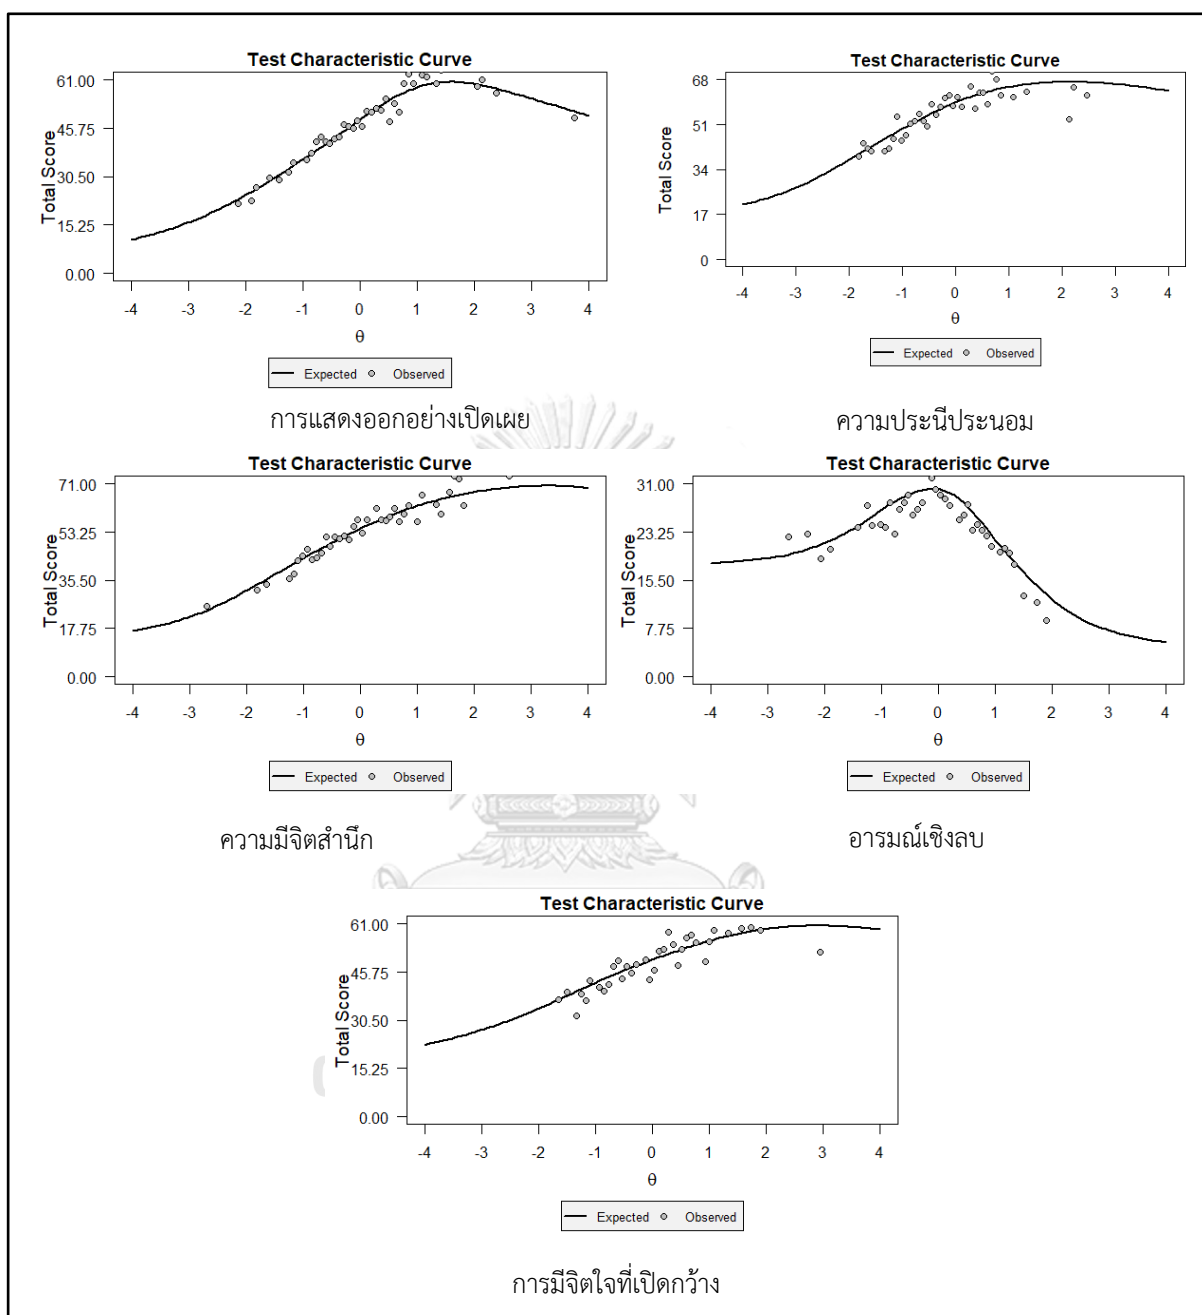 Test Characteristic Curve
Total Score
61.00
45.75
30.50
15.25
0.00
-4 -3 -2 -1 0 1 2 3 4
θ
Expected Observed
การแสดงออกอย่างเปิดเผย
Test Characteristic Curve
Total Score
68
51
34
17
0
-4 -3 -2 -1 0 1 2 3 4
θ
Expected Observed
ความประนีประนอม
Test Characteristic Curve
Total Score
71.00
53.25
35.50
17.75
0.00
-4 -3 -2 -1 0 1 2 3 4
θ
Expected Observed
ความมีจิตสำนึก
Test Characteristic Curve
Total Score
31.00
23.25
15.50
7.75
0.00
-4 -3 -2 -1 0 1 2 3 4
θ
Expected Observed
อารมณ์เชิงลบ
Test Characteristic Curve
Total Score
61.00
45.75
30.50
15.25
0.00
-4 -3 -2 -1 0 1 2 3 4
θ
Expected Observed
การมีจิตใจที่เปิดกว้าง